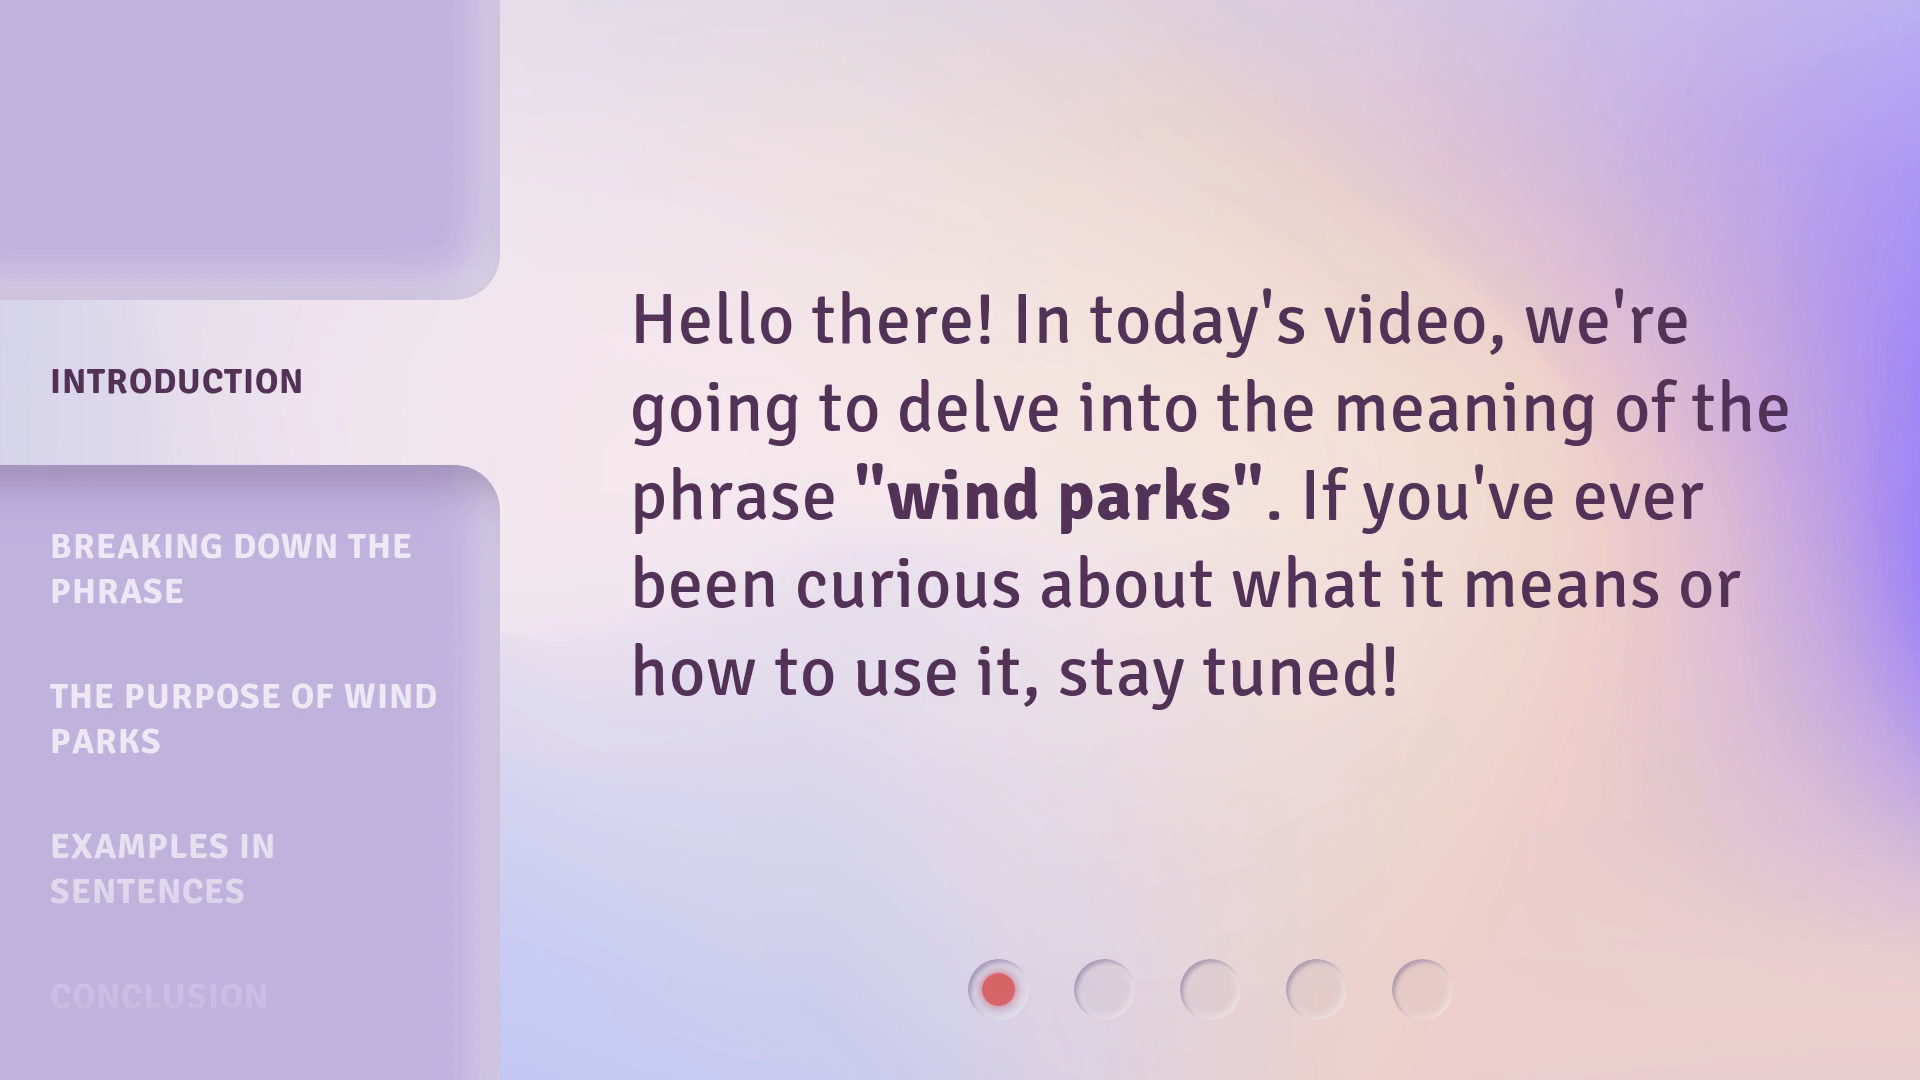 INTRODUCTION
BREAKING DOWN THE
PHRASE
THE PURPOSE OF WIND
PARKS
EXAMPLES IN
SENTENCES
CONCLUSION
Hello there! In today's video, we're
going to delve into the meaning of the
phrase "wind parks". If you've ever
been curious about what it means or
how to use it, stay tuned!